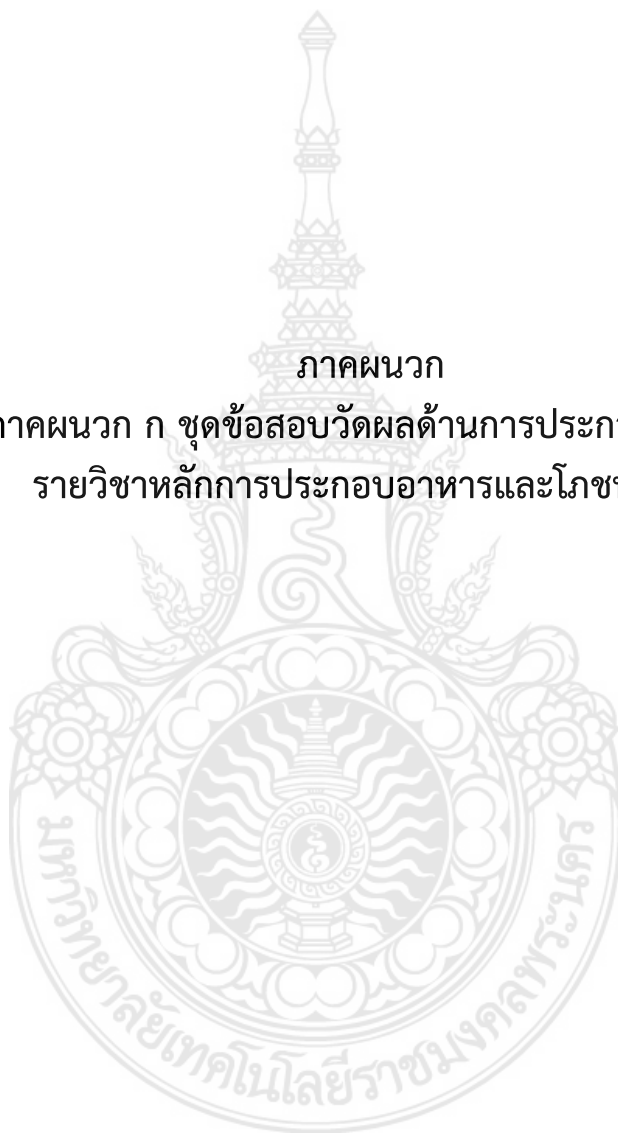 ภาคผนวก
ภาคผนวก ก ชุดข้อสอบวัดผลด้านการประก
รายวิชาหลักการประกอบอาหารและโภช
มหาวิทยาลัยเทคโนโลยีราชมงคลพระนคร